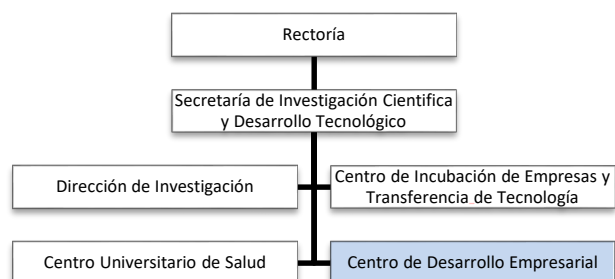 Rectoría
Secretaría de Investigación Cientifica
y Desarrollo Tecnológico
Dirección de Investigación
Centro de Incubación de Empresas y
Transferencia de Tecnología
Centro Universitario de Salud
Centro de Desarrollo Empresarial